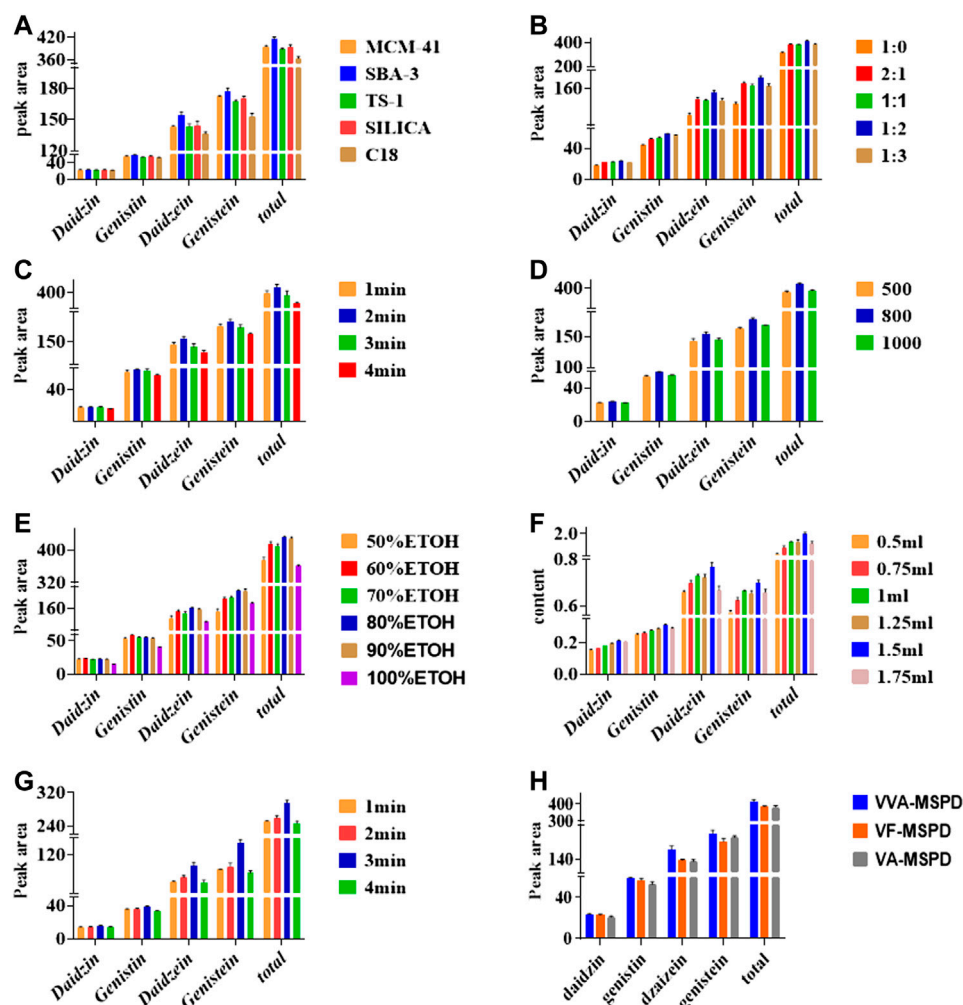 A
peak area
420
360
180
150
120
40
0
Daidzin
Genistin
Daidzein
Genistein
total
MCM-41
SBA-3
TS-1
SILICA
C18
B
Peak area
400
200
160
40
0
Daidzin
Genistin
Daidzein
Genistein
total
1:0
2:1
1:1
1:2
1:3
C
Peak area
400
150
40
Daidzin
Genistin
Daidzein
Genistein
total
1min
2min
3min
4min
D
Peak area
400
150
100
40
0
Daidzin
Genistin
Daidzein
Genistein
total
500
800
1000
E
Peak area
400
320
160
50
0
Daidzin
Genistin
Daidzein
Genistein
total
50%ETOH
60%ETOH
70%ETOH
80%ETOH
90%ETOH
100%ETOH
F
content
2.0
0.6
0.2
0.0
Daidzin
Genistin
Daidzein
Genistein
total
0.5ml
0.75ml
1ml
1.25ml
1.5ml
1.75ml
G
Peak area
320
240
120
40
0
Daidzin
Genistin
Daidzein
Genistein
total
1min
2min
3min
4min
H
Peak area
400
300
140
40
0
daidzin
genistin
dzaizein
genistein
total
VVA-MSPD
VF-MSPD
VA-MSPD